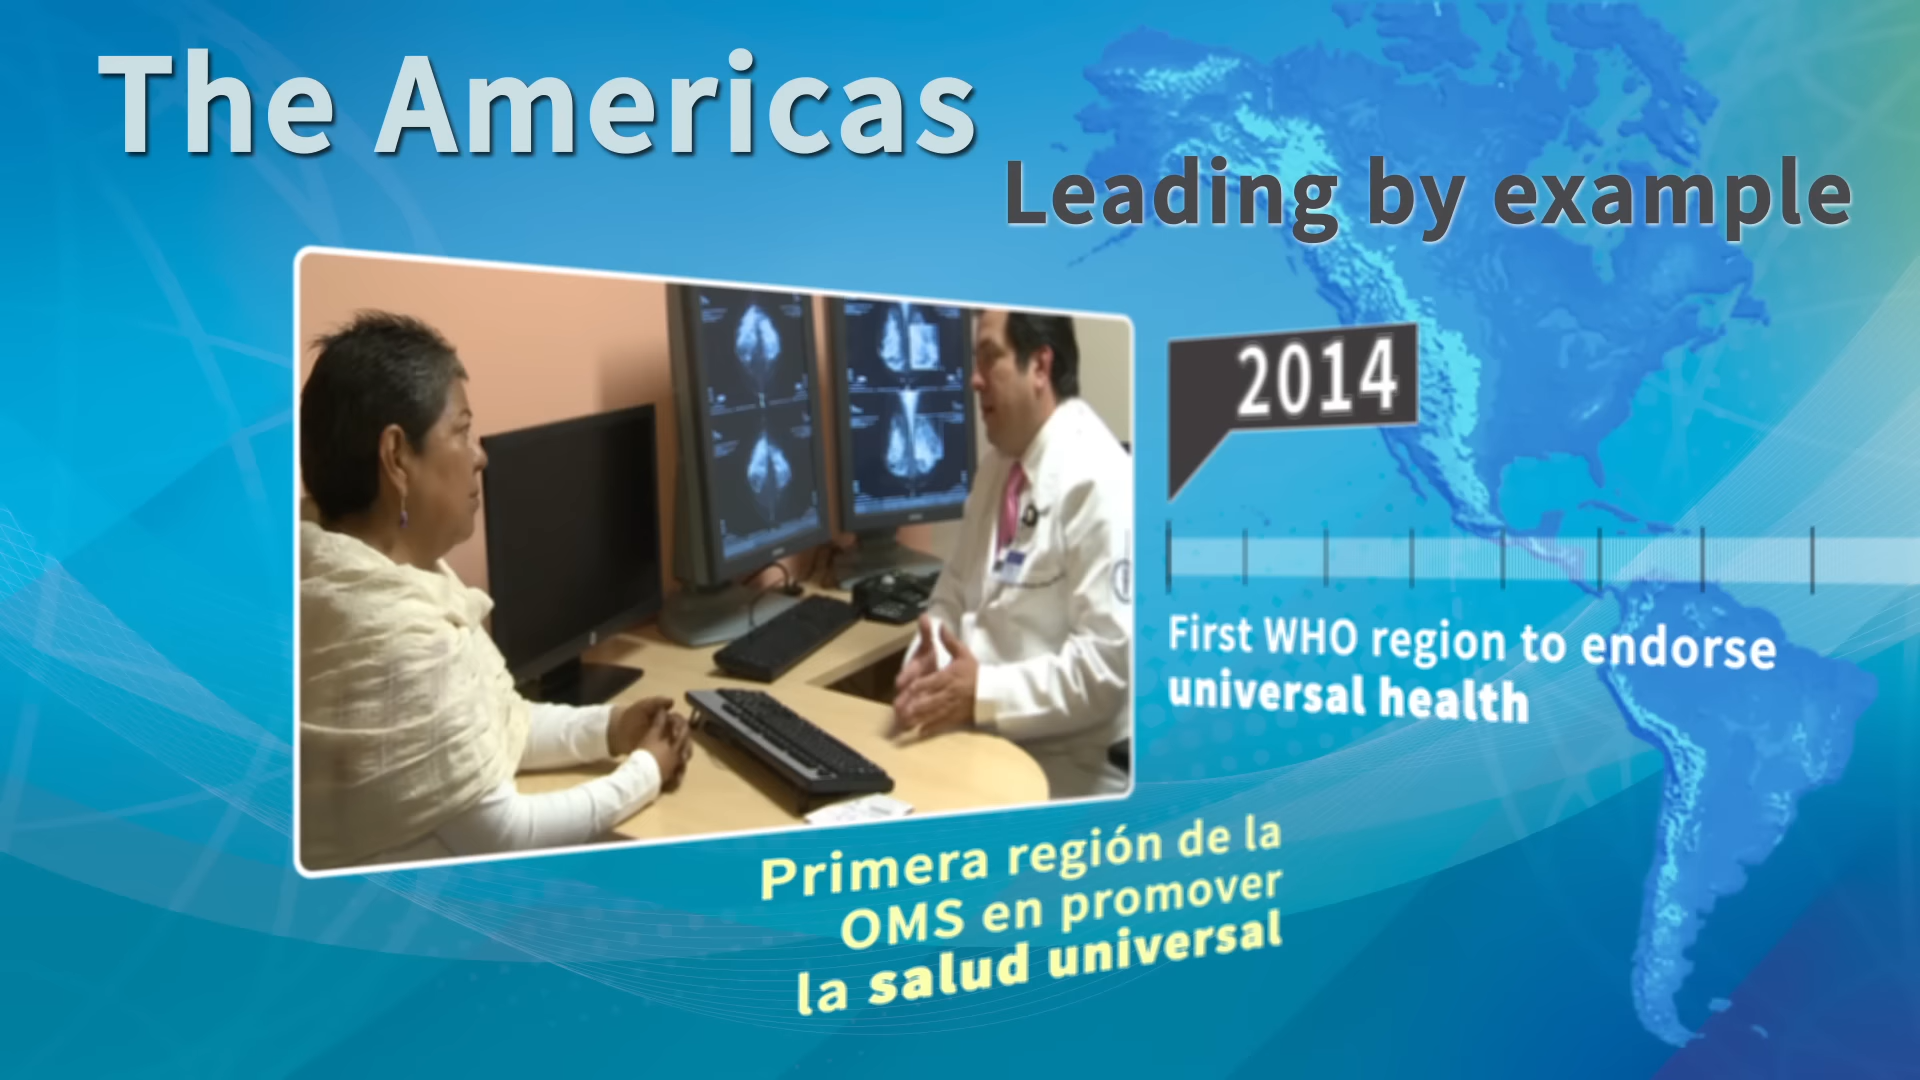 The Americas
Leading by example
2014
First WHO region to endorse
universal health
Primera región de la
OMS en promover
la salud universal